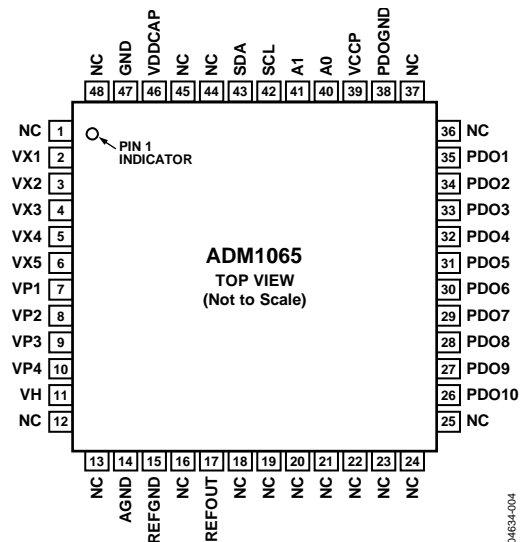 NC
GND
VDDCAP
NC
NC
SDA
SCL
A1
A0
VCCP
PDOGND
NC
48 47 46 45 44 43 42 41 40 39 38 37
NC 1
VX1 2
VX2 3
VX3 4
VX4 5
VX5 6
VP1 7
VP2 8
VP3 9
VP4 10
VH 11
NC 12
PIN 1
INDICATOR
ADM1065
TOP VIEW
(Not to Scale)
36 NC
35 PDO1
34 PDO2
33 PDO3
32 PDO4
31 PDO5
30 PDO6
29 PDO7
28 PDO8
27 PDO9
26 PDO10
25 NC
13 14 15 16 17 18 19 20 21 22 23 24
NC
AGND
REFGND
NC
REFOUT
NC
NC
NC
NC
NC
NC
NC
04634-004